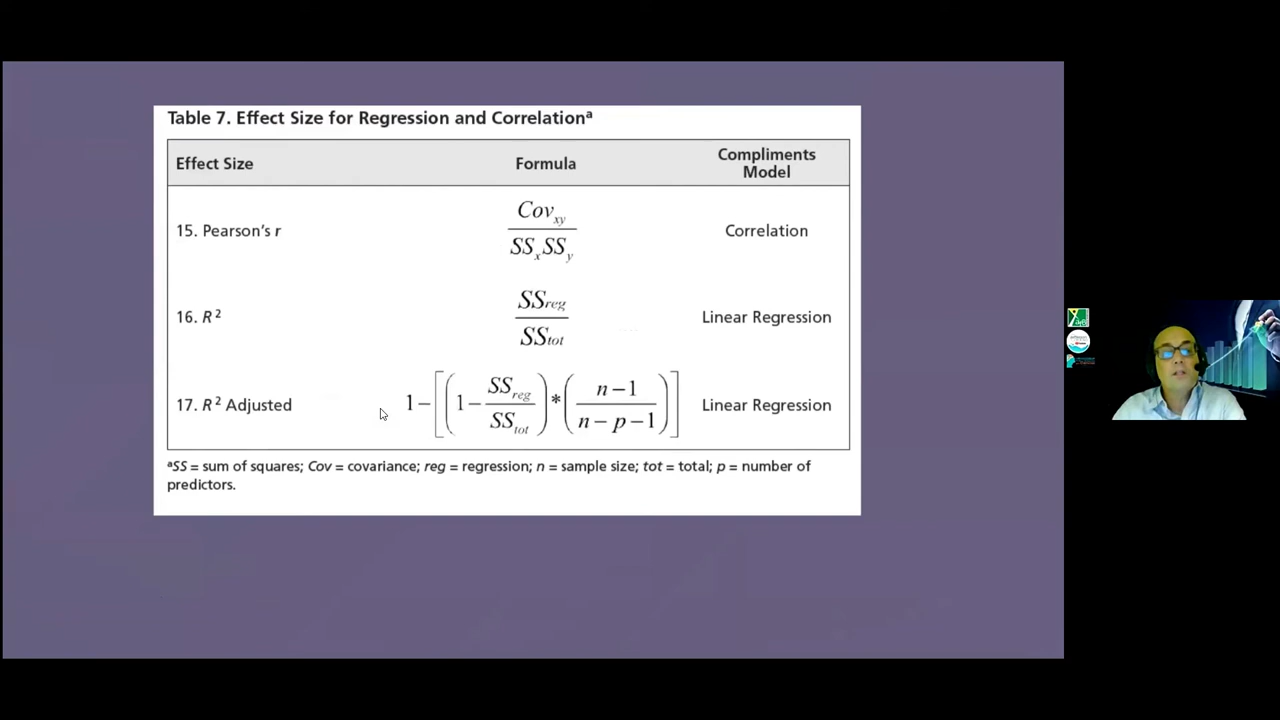 Table 7. Effect Size for Regression and Correlationᵃ
Effect Size Formula Compliments Model
15. Pearson's r Cov_xy / SS_x SS_y Correlation
16. R² SS_reg / SS_tot Linear Regression
17. R² Adjusted 1 − [(1 − SS_reg / SS_tot) * (n − 1 / n − p − 1)] Linear Regression
ᵃSS = sum of squares; Cov = covariance; reg = regression; n = sample size; tot = total; p = number of
predictors.